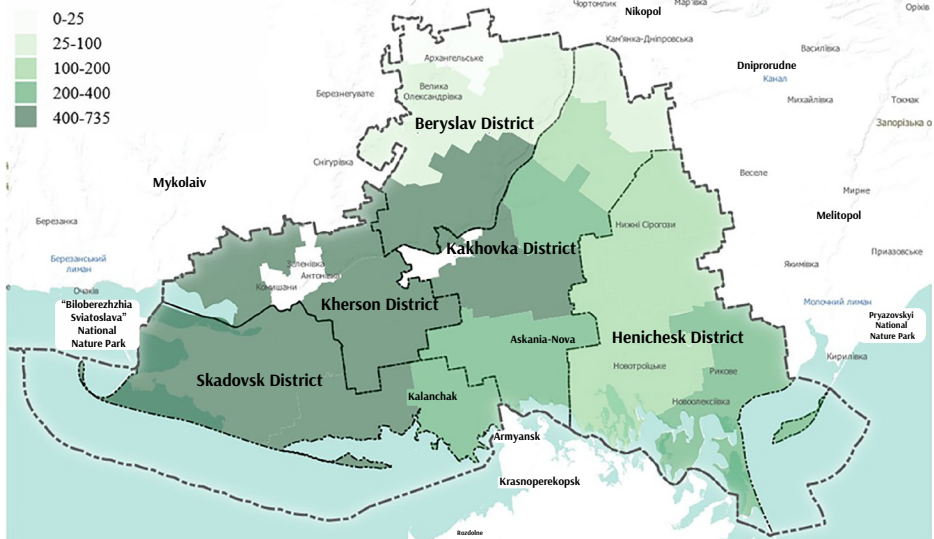 0-25
25-100
100-200
200-400
400-735
Чортомлик
Мар'ївка
Оріхів
Nikopol
Кам'янка-Дніпровська
Василівка
Dniprorudne
Канал
Архангельське
Березнегувате
Велика
Олександрівка
Михайлівка
Токмак
Запорізька о
Beryslav District
Снігурівка
Mykolaiv
Веселе
Мирне
Березанка
Нижні Сірогози
Melitopol
Kakhovka District
Приазовське
Березанський
лиман
Зеленівка
Антонівка
Якимівка
Комишани
Очаків
Kherson District
Молочний лиман
"Biloberezhzhia
Sviatoslava"
National
Nature Park
Pryazovskyi
National
Nature Park
Askania-Nova
Henichesk District
Кирилівка
Новотроїцьке
Рикове
Skadovsk District
Kalanchak
Новоолексіївка
Armyansk
Krasnoperekopsk
Rozdolne